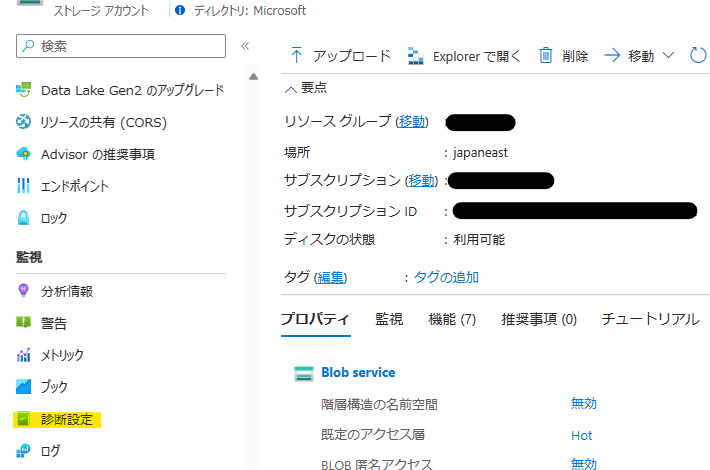 ストレージ アカウント
ディレクトリ: Microsoft
検索
Data Lake Gen2 のアップグレード
リソースの共有 (CORS)
Advisor の推奨事項
エンドポイント
ロック
監視
分析情報
警告
メトリック
ブック
診断設定
ログ
アップロード Explorer で開く 削除 移動
要点
リソース グループ (移動) :
場所 : japaneast
サブスクリプション (移動) :
サブスクリプション ID :
ディスクの状態 : 利用可能
タグ (編集) : タグの追加
プロパティ 監視 機能 (7) 推奨事項 (0) チュートリアル
Blob service
階層構造の名前空間 無効
既定のアクセス層 Hot
BLOB 匿名アクセス 無効